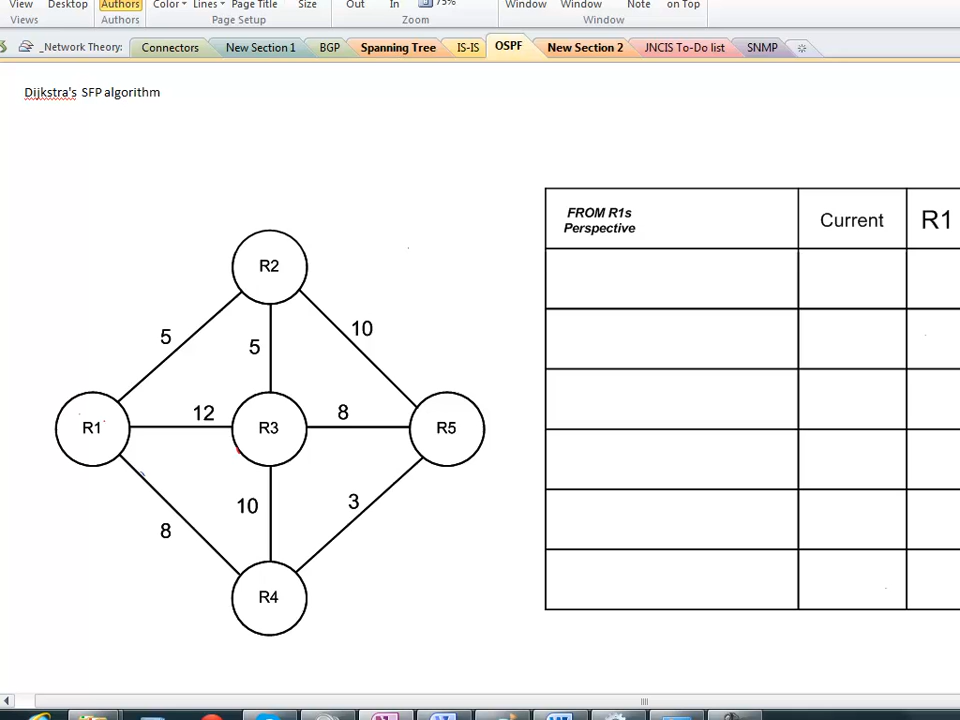 View Desktop Authors Color Lines Page Title Size Out In 75% Window Window Note on Top
Views Authors Page Setup Zoom Window
_Network Theory: Connectors New Section 1 BGP Spanning Tree IS-IS OSPF New Section 2 JNCIS To-Do list SNMP
Dijkstra's SFP algorithm
FROM R1s
Perspective
Current
R1
R2
5
10
5
12
8
R1
R3
R5
10
3
8
R4